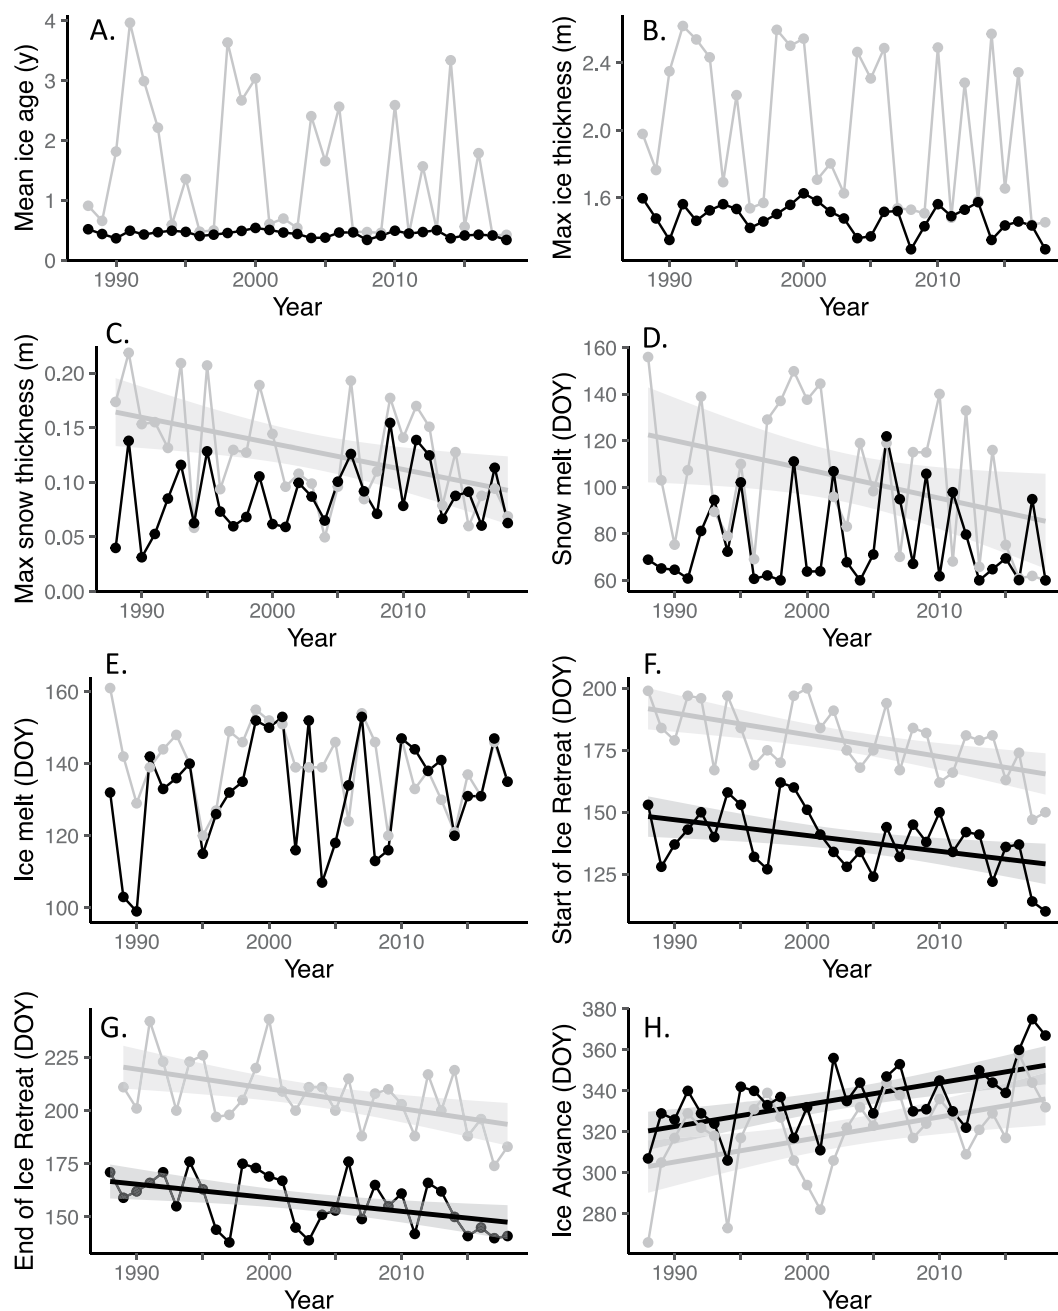 A.
Mean ice age (y)
4
3
2
1
0
1990 2000 2010
Year
B.
Max ice thickness (m)
2.4
2.0
1.6
1990 2000 2010
Year
C.
Max snow thickness (m)
0.20
0.15
0.10
0.05
0.00
1990 2000 2010
Year
D.
Snow melt (DOY)
160
140
120
100
80
60
1990 2000 2010
Year
E.
Ice melt (DOY)
160
140
120
100
1990 2000 2010
Year
F.
Start of Ice Retreat (DOY)
200
175
150
125
1990 2000 2010
Year
G.
End of Ice Retreat (DOY)
225
200
175
150
1990 2000 2010
Year
H.
Ice Advance (DOY)
380
360
340
320
300
280
1990 2000 2010
Year